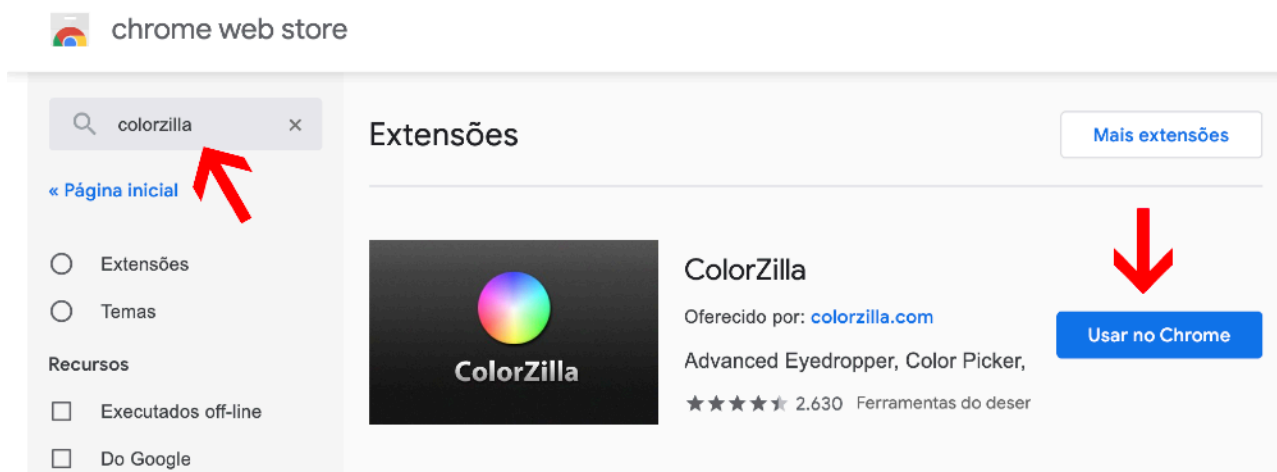 chrome web store
colorzilla ×
« Página inicial
Extensões
Temas
Recursos
Executados off-line
Do Google
Extensões
Mais extensões
ColorZilla
ColorZilla
Oferecido por: colorzilla.com
Advanced Eyedropper, Color Picker,
2.630 Ferramentas do deser
Usar no Chrome